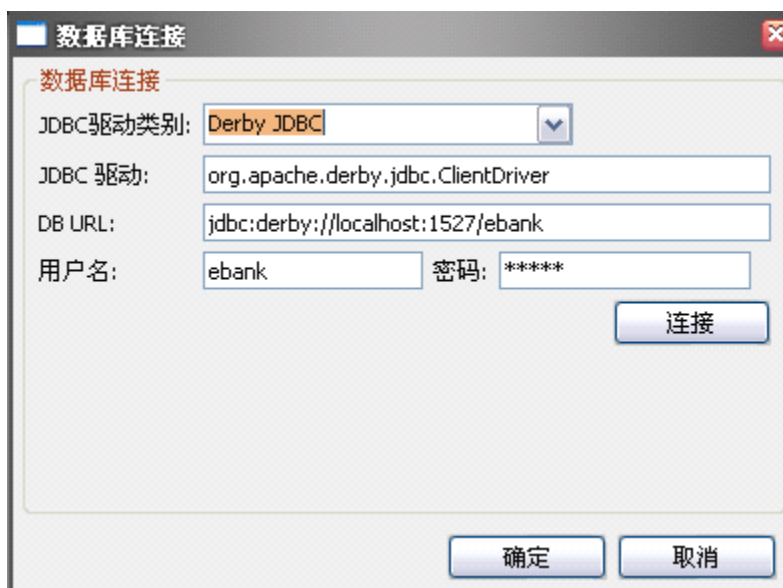 数据库连接
数据库连接
JDBC驱动类别: Derby JDBC
JDBC 驱动: org.apache.derby.jdbc.ClientDriver
DB URL: jdbc:derby://localhost:1527/ebank
用户名: ebank 密码: *****
连接
确定 取消